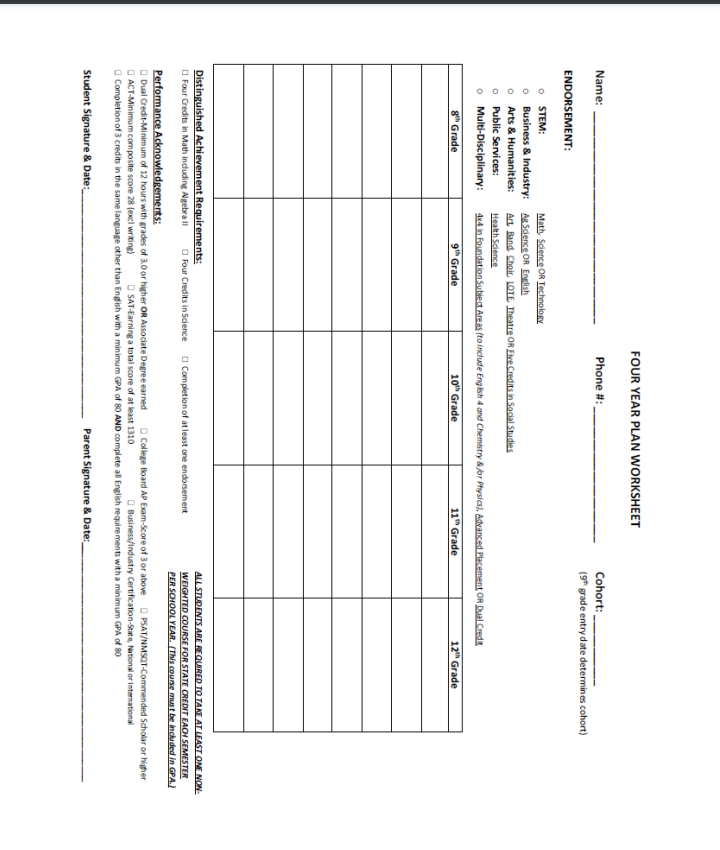 FOUR YEAR PLAN WORKSHEET
Name: Phone #: Cohort:
(9th grade entry date determines cohort)
ENDORSEMENT:
○ STEM: Math, Science OR Technology
○ Business & Industry: Ag Science OR English
○ Arts & Humanities: Art, Band, Choir, LOTE, Theatre OR Five Credits in Social Studies
○ Public Services: Health Science
○ Multi-Disciplinary: 4x4 in Foundation Subject Areas (to include English 4 and Chemistry &/or Physics), Advanced Placement OR Dual Credit
8th Grade 9th Grade 10th Grade 11th Grade 12th Grade
Distinguished Achievement Requirements:
□ Four Credits in Math including Algebra II □ Four Credits in Science □ Completion of at least one endorsement
ALL STUDENTS ARE REQUIRED TO TAKE AT LEAST ONE NON-
WEIGHTED COURSE FOR STATE CREDIT EACH SEMESTER
PER SCHOOL YEAR. (This course must be included in GPA.)
Performance Acknowledgements:
□ Dual Credit-Minimum of 12 hours with grades of 3.0 or higher OR Associate Degree earned □ College Board AP Exam-Score of 3 or above □ PSAT/NMSQT-Commended Scholar or higher
□ ACT-Minimum composite score 28 (excl writing) □ SAT-Earning a total score of at least 1310 □ Business/Industry Certification-State, National or International
□ Completion of 3 credits in the same language other than English with a minimum GPA of 80 AND complete all English requirements with a minimum GPA of 80
Student Signature & Date: Parent Signature & Date: